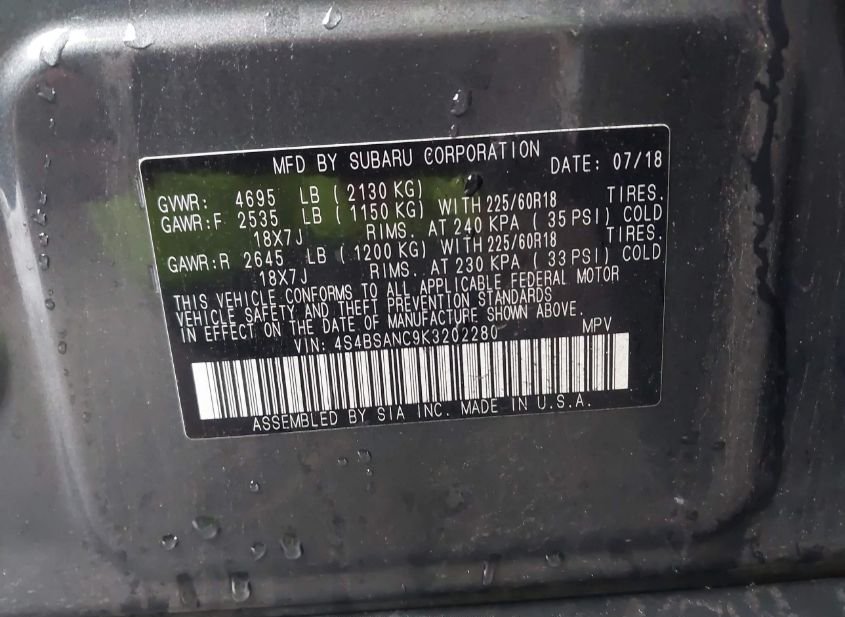 MFD BY SUBARU CORPORATION DATE: 07/18
GVWR: 4695 LB ( 2130 KG)
GAWR:F 2535 LB ( 1150 KG) WITH 225/60R18 TIRES.
18X7J RIMS. AT 240 KPA ( 35 PSI) COLD
GAWR:R 2645 LB ( 1200 KG) WITH 225/60R18 TIRES.
18X7J RIMS. AT 230 KPA ( 33 PSI) COLD
THIS VEHICLE CONFORMS TO ALL APPLICABLE FEDERAL MOTOR
VEHICLE SAFETY AND THEFT PREVENTION STANDARDS
IN EFFECT ON THE DATE OF MANUFACTURE SHOWN ABOVE.
VIN: 4S4BSANC9K3202280 MPV
ASSEMBLED BY SIA INC. MADE IN U.S.A.